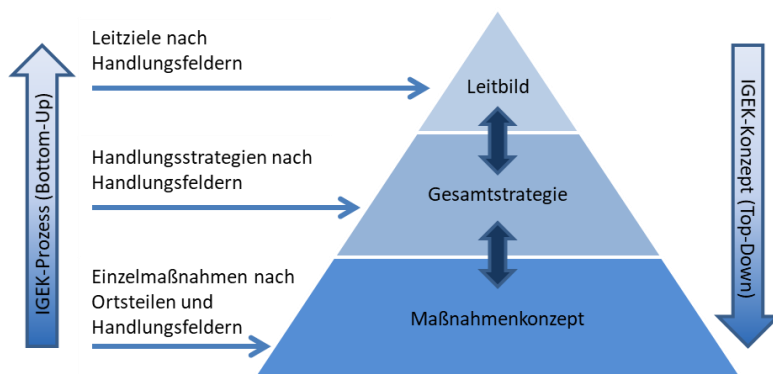 Leitziele nach
Handlungsfeldern
Leitbild
Handlungsstrategien nach
Handlungsfeldern
Gesamtstrategie
Einzelmaßnahmen nach
Ortsteilen und
Handlungsfeldern
Maßnahmenkonzept
IGEK-Prozess (Bottom-Up)
IGEK-Konzept (Top-Down)